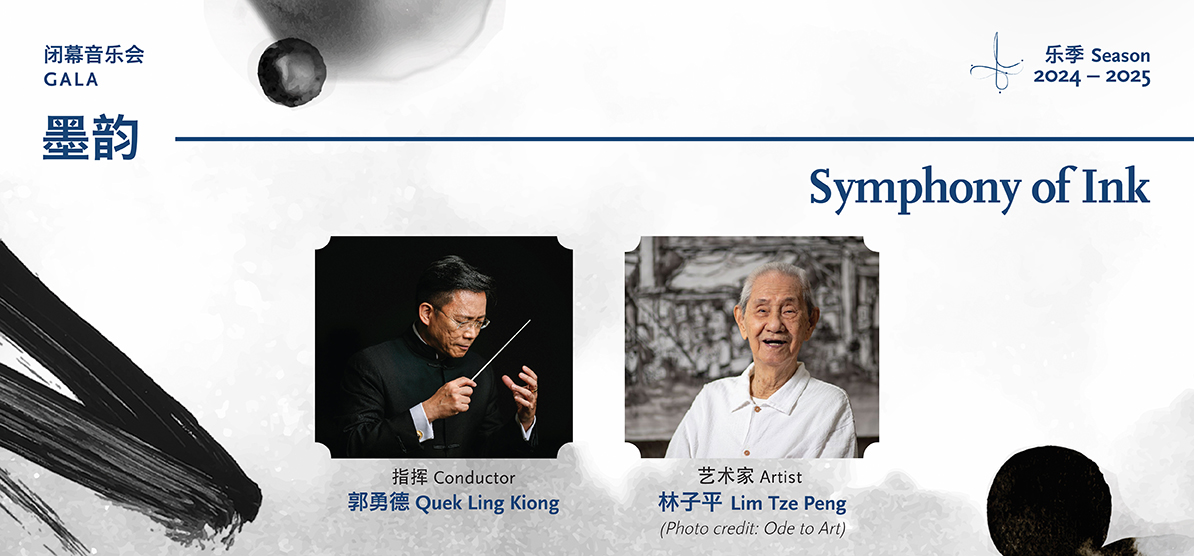 闭幕音乐会
GALA
乐季 Season
2024 – 2025
墨韵
Symphony of Ink
指挥 Conductor
郭勇德 Quek Ling Kiong
艺术家 Artist
林子平 Lim Tze Peng
(Photo credit: Ode to Art)